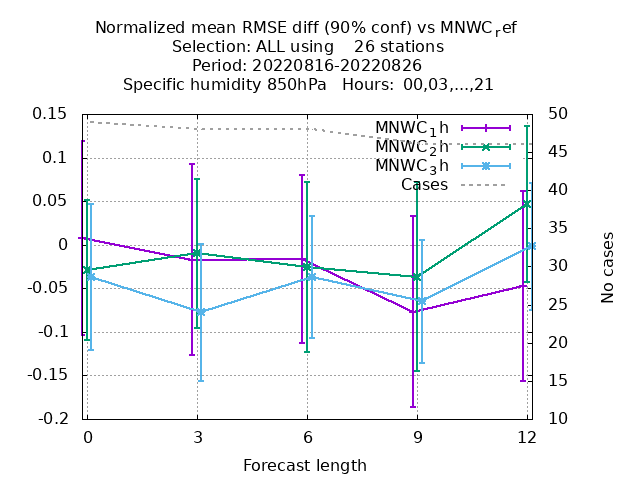 Normalized mean RMSE diff (90% conf) vs MNWC_ref
Selection: ALL using    26 stations
Period: 20220816-20220826
Specific humidity 850hPa   Hours: 00,03,...,21
0.15
0.1
0.05
0
-0.05
-0.1
-0.15
-0.2
50
45
40
35
30
25
20
15
10
MNWC_1h
MNWC_2h
MNWC_3h
Cases
No cases
0 3 6 9 12
Forecast length